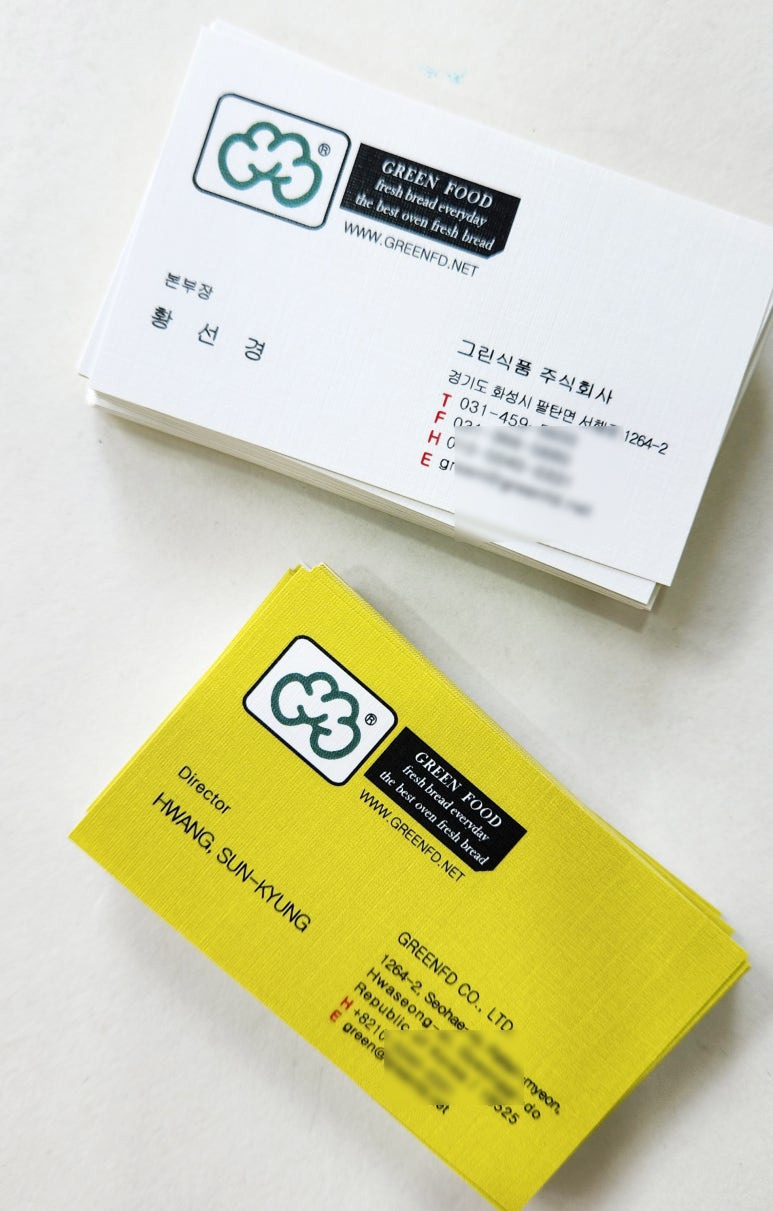 ®
GREEN FOOD
fresh bread everyday
the best oven fresh bread
WWW.GREENFD.NET
본부장
황 선 경
그린식품 주식회사
경기도 화성시 팔탄면 1264-2
T 031-459-
F
H
E
®
GREEN FOOD
fresh bread everyday
the best oven fresh bread
WWW.GREENFD.NET
Director
HWANG, SUN-KYUNG
GREENFD CO., LTD
1264-2,
Hwaseong-
Republic
H +8210
E green@